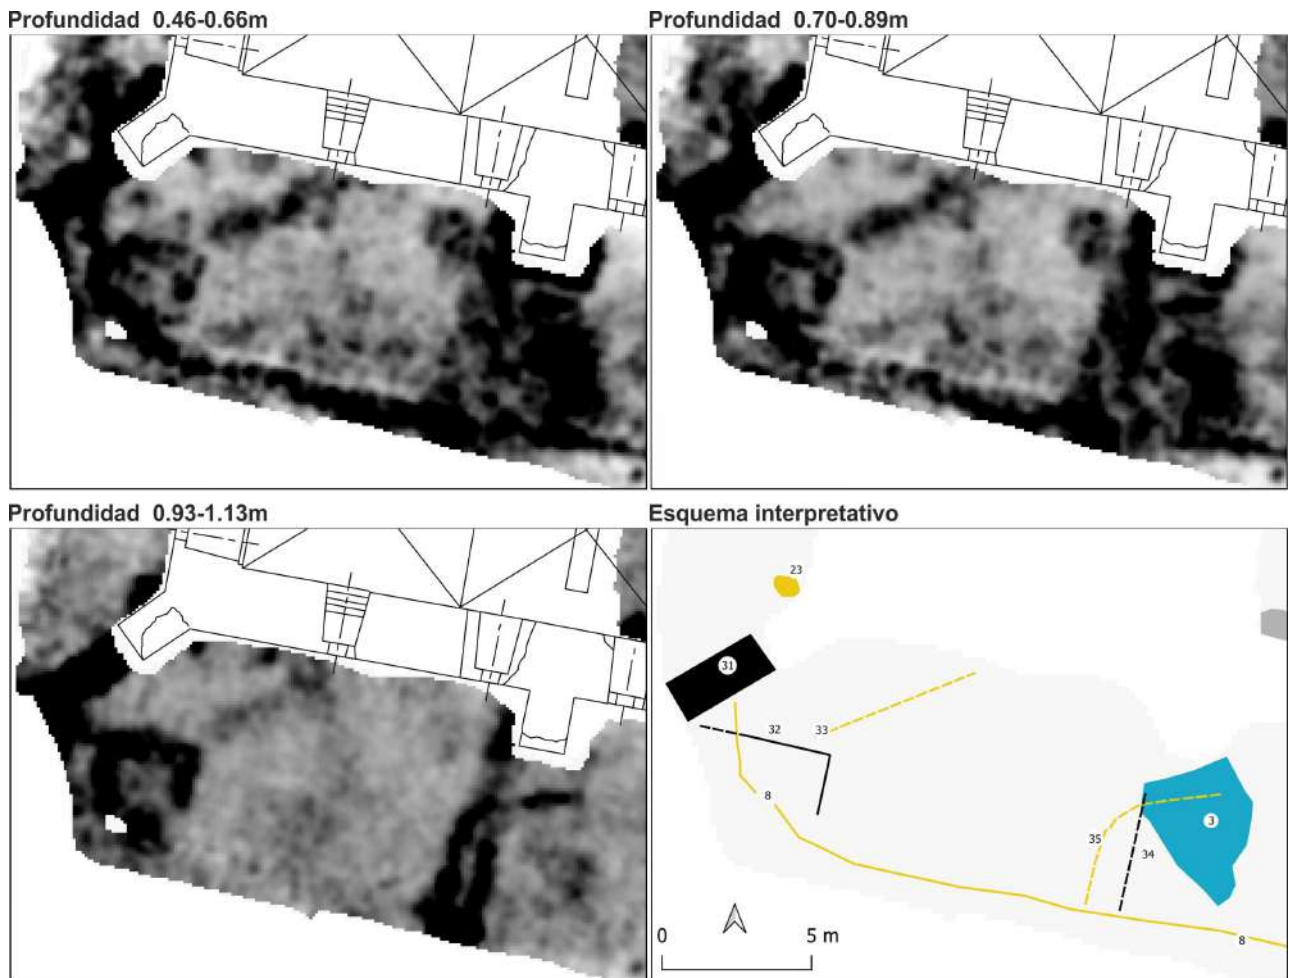 Profundidad 0.46-0.66m
Profundidad 0.70-0.89m
Profundidad 0.93-1.13m
Esquema interpretativo
23
31
32
33
8
3
35
34
8
0
5 m